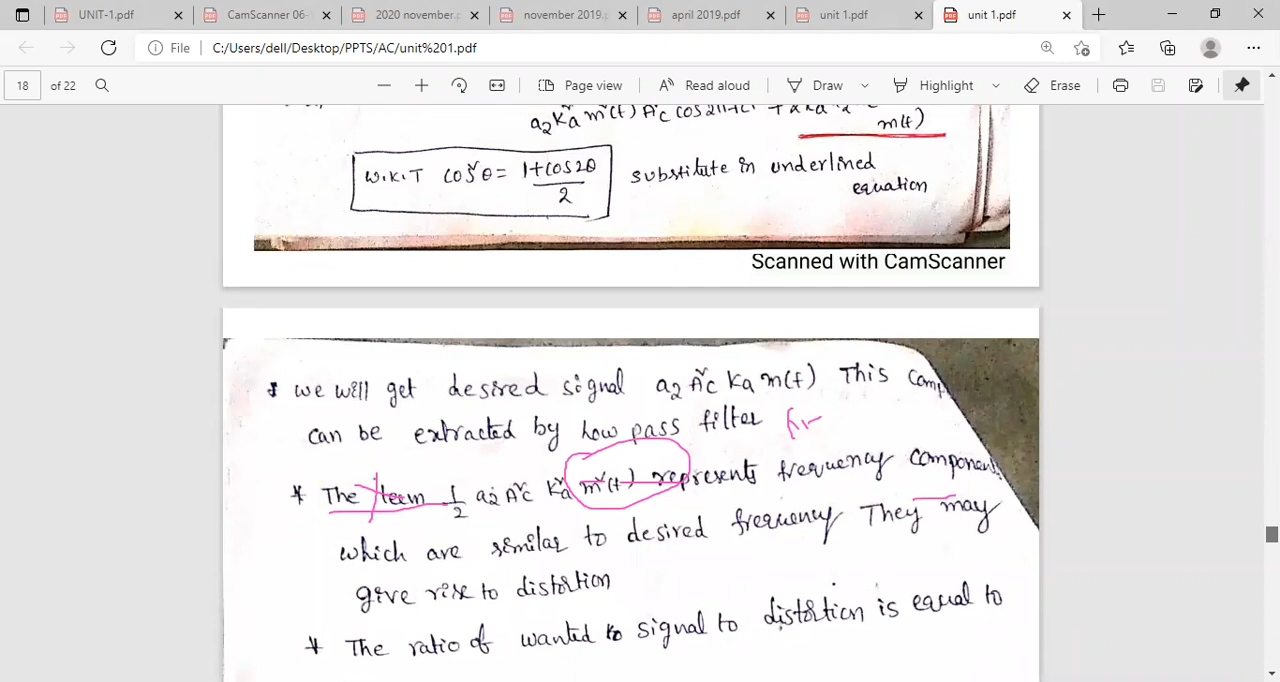 UNIT-1.pdf
CamScanner 06-
2020 november.p
november 2019.p
april 2019.pdf
unit 1.pdf
unit 1.pdf
File
C:/Users/dell/Desktop/PPTS/AC/unit%201.pdf
18 of 22
Page view
Read aloud
Draw
Highlight
Erase
m(t)
W.K.T cos²θ = 1+cos2θ / 2 substitute in underlined
equation
Scanned with CamScanner
* we will get desired signal a₂ A²c Ka m(t) This Comp
can be extracted by Low pass filter
* The term 1/2 a₂ A²c K²a m²(t) represents frequency components
which are similar to desired frequency They may
give rise to distortion
* The ratio of wanted to signal to distortion is equal to